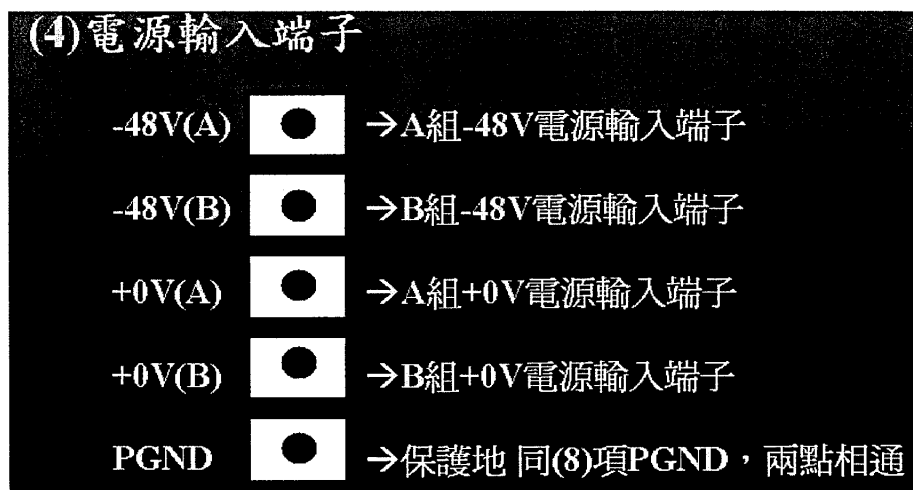 (4)電源輸入端子
-48V(A) →A組-48V電源輸入端子
-48V(B) →B組-48V電源輸入端子
+0V(A) →A組+0V電源輸入端子
+0V(B) →B組+0V電源輸入端子
PGND →保護地 同(8)項PGND，兩點相通